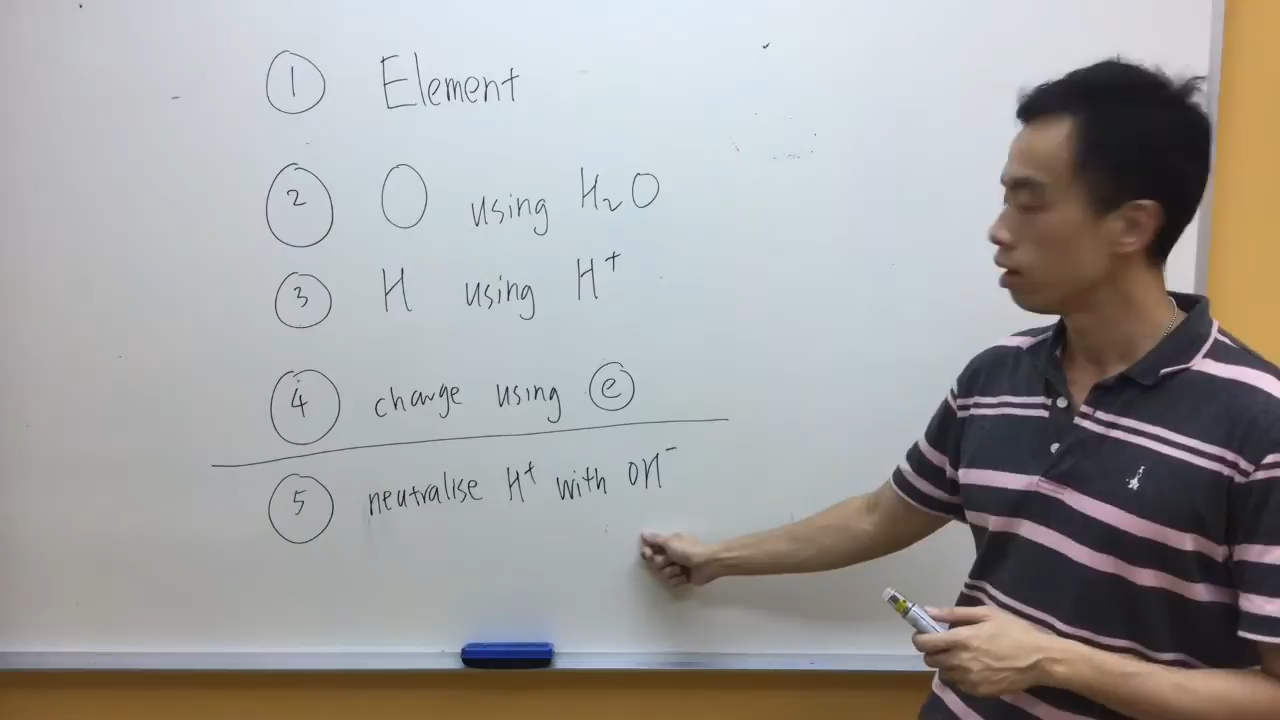 ① Element
② O using H₂O
③ H using H⁺
④ charge using ⓔ
⑤ neutralise H⁺ with OH⁻